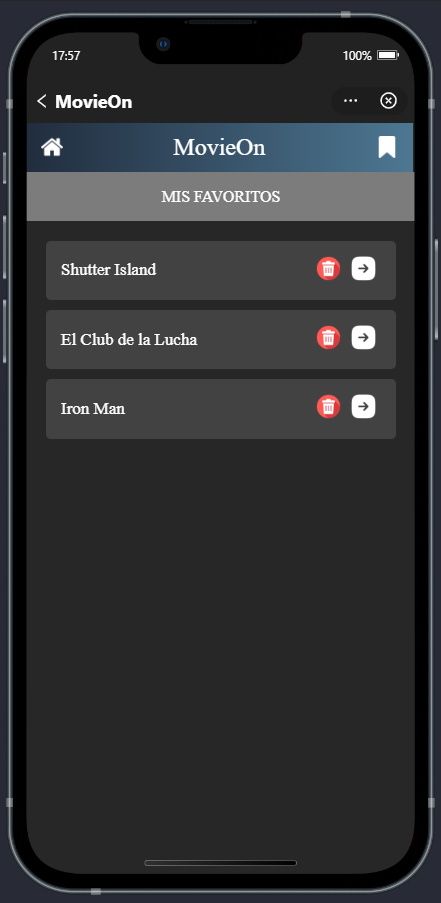 17:57
100%
MovieOn
MovieOn
MIS FAVORITOS
Shutter Island
El Club de la Lucha
Iron Man